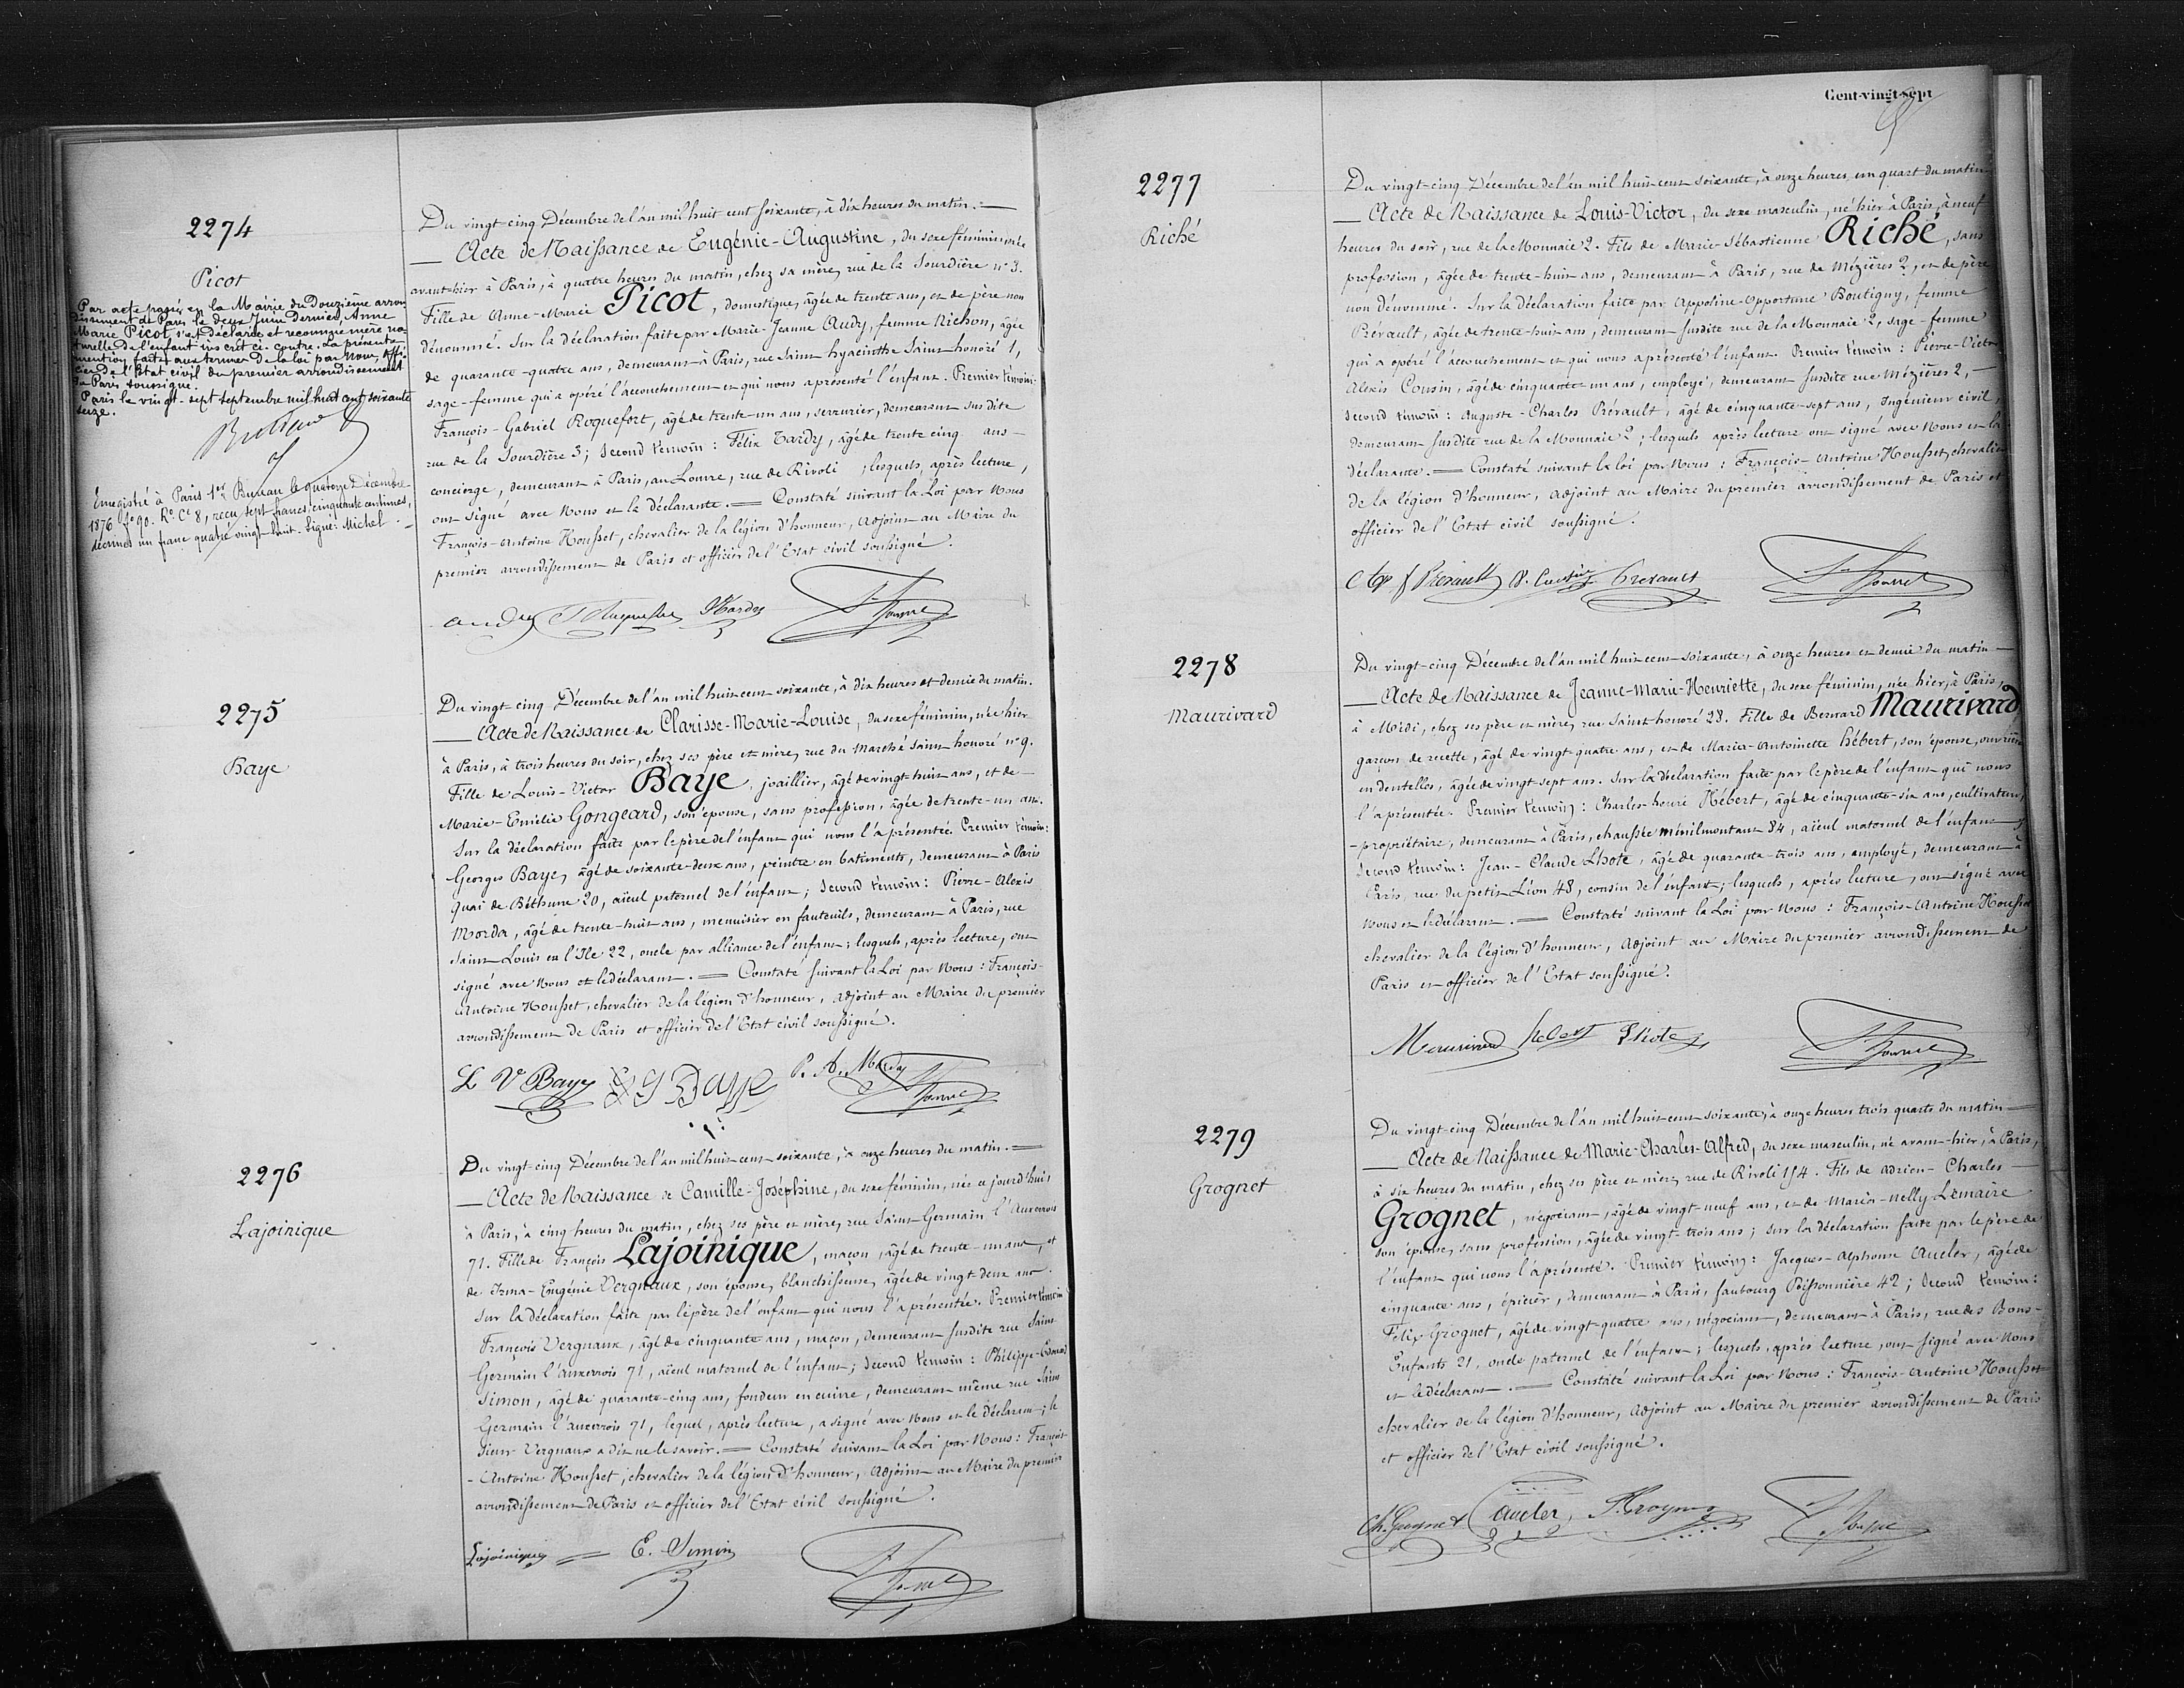 2274
Picot
Par acte passé en la Mairie du Douzième arron
dissement de Paris, le deux Juin dernier, Anne
Marie Picot s'est déclarée et reconnue mère na-
turelle de l'enfant inscrit ci-contre. La présente
mention faite aux termes de la loi par Nous, offi-
cier de l'Etat civil du premier arrondissement
de Paris soussigné.
Paris le vingt-sept septembre mil huit cent soixante
seize.
Enregistré à Paris 1er Bureau le quatorze Décembre
1876 fo 90. Ro Ce 8, reçu sept francs cinquante centimes,
décimes un franc quatre vingt-huit. Signé: Michel.
Du vingt-cinq Décembre de l'an mil huit cent soixante, à dix heures du matin.
Acte de Naissance de Eugénie-Augustine, du sexe féminin, née
avant-hier à Paris, à quatre heures du matin, chez sa mère, rue de la Sourdière no 3.
Fille de Anne-Marie Picot, domestique, âgée de trente ans, et de père non
dénommé. Sur la déclaration faite par Marie-Jeanne Audy, femme Richon, âgée
de quarante-quatre ans, demeurant à Paris, rue Saint hyacinthe Saint honoré 1,
sage-femme qui a opéré l'accouchement et qui nous a présenté l'enfant. Premier témoin:
François-Gabriel Roquefort, âgé de trente-un ans, serrurier, demeurant susdite
rue de la Sourdière 3; Second témoin: Félix Tardy, âgé de trente cinq ans
concierge, demeurant à Paris, au Louvre, rue de Rivoli; lesquels, après lecture,
ont signé avec Nous et la déclarante. Constaté suivant la Loi par Nous
François-Antoine Housset, chevalier de la légion d'honneur, adjoint au Maire du
premier arrondissement de Paris et officier de l'Etat civil soussigné.
2275
Baye
Du vingt-cinq Décembre de l'an mil huit cent soixante, à dix heures et demie du matin.
Acte de Naissance de Clarisse-Marie-Louise, du sexe féminin, née hier
à Paris, à trois heures du soir, chez ses père et mère, rue du Marché Saint honoré no 9.
Fille de Louis-Victor Baye, joaillier, âgé de vingt-huit ans, et de
Marie-Emélie Gongeard, son épouse, sans profession, âgée de trente-un ans.
Sur la déclaration faite par le père de l'enfant qui nous l'a présentée. Premier témoin:
Georges Baye, âgé de soixante-deux ans, peintre en batiments, demeurant à Paris
quai de Béthune 20, aïeul paternel de l'enfant; Second témoin: Pierre-Alexis
Morda, âgé de trente-huit ans, menuisier en fauteuils, demeurant à Paris, rue
Saint Louis en l'Ile 22, oncle par alliance de l'enfant; lesquels, après lecture, ont
signé avec Nous et le déclarant. Constaté suivant la Loi par Nous: François-
Antoine Housset, chevalier de la légion d'honneur, adjoint au Maire du premier
arrondissement de Paris et officier de l'Etat civil soussigné.
L V Baye G Baye P. A. Morda
2276
Lajoinique
Du vingt-cinq Décembre de l'an mil huit cent soixante, à onze heures du matin.
Acte de Naissance de Camille-Joséphine, du sexe féminin, née aujourd'hui,
à Paris, à cinq heures du matin, chez ses père et mère, rue Saint Germain l'Auxerrois
71. Fille de François Lajoinique, maçon, âgé de trente-un ans, et
de Irma-Eugénie Vergnaux, son épouse, blanchisseuse, âgée de vingt-deux ans.
Sur la déclaration faite par le père de l'enfant qui nous l'a présentée. Premier témoin
François Vergnaux, âgé de cinquante ans, maçon, demeurant susdite rue Saint
Germain l'Auxerrois 71, aïeul maternel de l'enfant; Second témoin: Philippe-Edouard
Simon, âgé de quarante-cinq ans, fondeur en cuivre, demeurant même rue Saint
Germain l'Auxerrois 71, lequel, après lecture, a signé avec Nous et le déclarant; le
Sieur Vergnaux a dit ne le savoir. Constaté suivant la Loi par Nous: François-
-Antoine Housset, chevalier de la légion d'honneur, adjoint au Maire du premier
arrondissement de Paris et officier de l'Etat civil soussigné.
Lajoinique E. Simon
Cent-vingt-sept
2277
Riché
Du vingt-cinq Décembre de l'an mil huit cent soixante, à onze heures un quart du matin
Acte de Naissance de Louis-Victor, du sexe masculin, né hier à Paris, à neuf
heures du soir, rue de la Monnaie 2. Fils de Marie-Sébastienne Riché, sans
profession, âgée de trente-huit ans, demeurant à Paris, rue de Mézières 2, et de père
non dénommé. Sur la déclaration faite par Appoline-Opportune Boutigny, femme
Prérault, âgée de trente-huit ans, demeurant susdite rue de la Monnaie 2, sage-femme
qui a opéré l'accouchement et qui nous a présenté l'enfant. Premier témoin: Pierre-Victor
Alexis Cousin, âgé de cinquante un ans, employé, demeurant susdite rue Mézières 2,
Second témoin: Auguste-Charles Prérault, âgé de cinquante-sept ans, Ingénieur civil,
demeurant susdite rue de la Monnaie 2; lesquels après lecture ont signé avec Nous et la
déclarante. Constaté suivant la loi par Nous: François-Antoine Housset, chevalier
de la légion d'honneur, adjoint au Maire du premier arrondissement de Paris et
officier de l'Etat civil soussigné.
f Prerault Prerault
2278
Maurivard
Du vingt-cinq Décembre de l'an mil huit cent soixante, à onze heures et demie du matin
Acte de Naissance de Jeanne-Marie-Henriette, du sexe féminin, née hier, à Paris,
à Midi, chez ses père et mère, rue Saint honoré 28. Fille de Bernard Maurivard,
garçon de recette, âgé de vingt-quatre ans, et de Marie-Antoinette Hébert, son épouse, ouvrière
en dentelles, âgée de vingt-sept ans. Sur la déclaration faite par le père de l'enfant qui nous
l'a présentée. Premier témoin: Charles-honré Hébert, âgé de cinquante-six ans, cultivateur,
-propriétaire, demeurant à Paris, chaussée ménilmontant 84, aïeul maternel de l'enfant;
Second témoin: Jean-Claude Lhote, âgé de quarante-trois ans, employé, demeurant à
Paris, rue du petit Lion 48, cousin de l'enfant; lesquels, après lecture, ont signé avec
Nous et le déclarant. Constaté suivant la Loi par Nous: François-Antoine Housset
chevalier de la légion d'honneur, adjoint au Maire du premier arrondissement de
Paris et officier de l'Etat soussigné.
Maurivard hebert Lhote
2279
Grognet
Du vingt-cinq Décembre de l'an mil huit cent soixante, à onze heures trois quarts du matin
Acte de Naissance de Marie-Charles-Alfred, du sexe masculin, né avant-hier, à Paris,
à six heures du matin, chez ses père et mère, rue de Rivoli 154. Fils de Adrien-Charles
Grognet, négociant, âgé de vingt-neuf ans, et de Marie-nelly Lemaire
son épouse, sans profession, âgée de vingt-trois ans; sur la déclaration faite par le père de
l'enfant qui nous l'a présenté. Premier témoin: Jacques-Alphonse Aucler, âgé de
cinquante ans, épicier, demeurant à Paris, faubourg Poissonnière 42; Second témoin:
Félix Grognet, âgé de vingt-quatre ans, négociant, demeurant à Paris, rue des Bons-
Enfants 21, oncle paternel de l'enfant; lesquels, après lecture, ont signé avec Nous
et le déclarant. Constaté suivant la Loi par Nous: François-Antoine Housset
chevalier de la légion d'honneur, adjoint au Maire du premier arrondissement de Paris
et officier de l'Etat civil soussigné.
Ch. Grognet Aucler F. Grognet